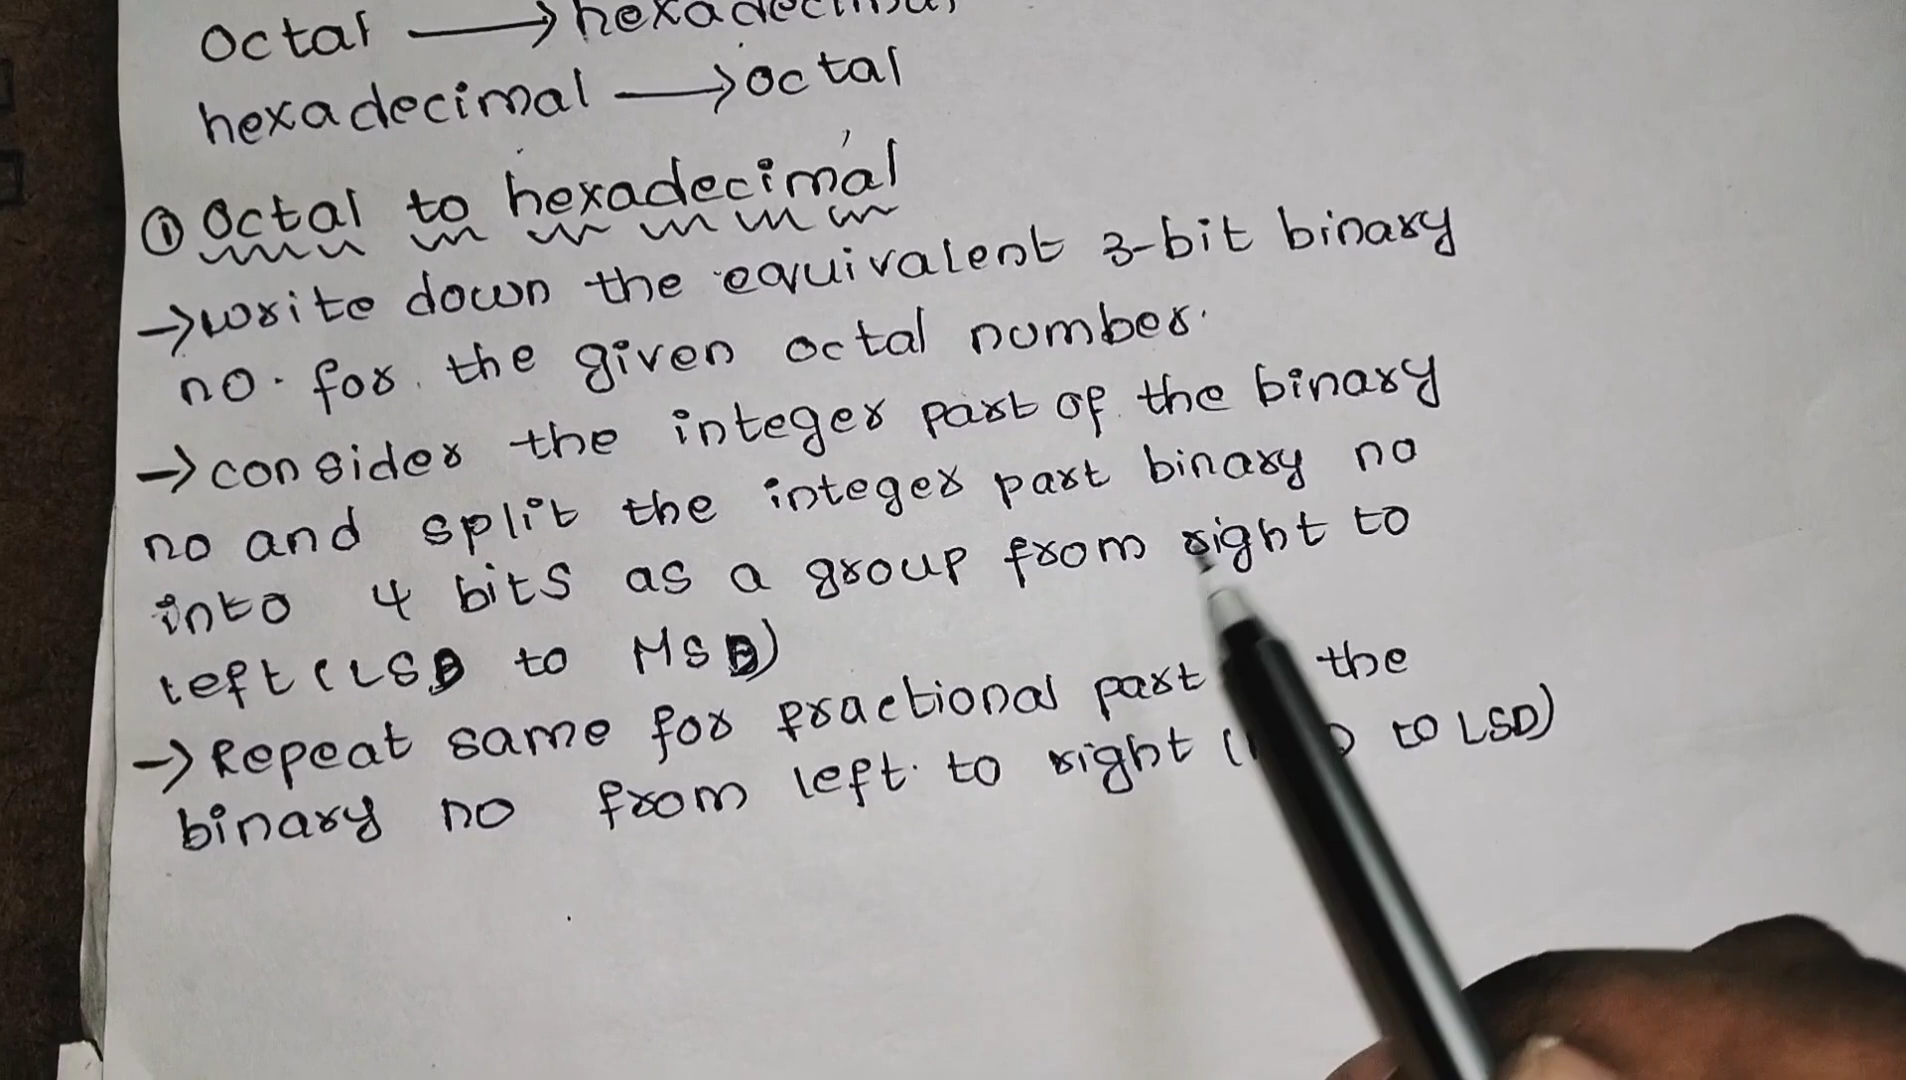 octal → hexadecimal
hexadecimal → octal
① Octal to hexadecimal
→ write down the equivalent 3-bit binary
no. for the given octal number.
→ consider the integer part of the binary
no and split the integer part binary no
into 4 bits as a group from right to
left (LSD to MSD)
→ Repeat same for fractional part the
binary no from left to right ( to LSD)